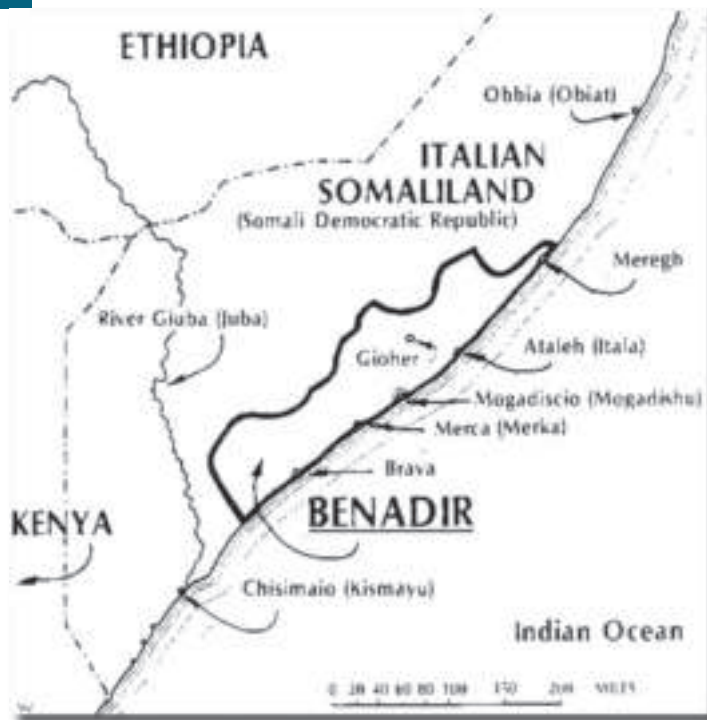 ETHIOPIA
Obbia (Obiat)
ITALIAN
SOMALILAND
(Somali Democratic Republic)
Meregh
River Giuba (Juba)
Gioher
Ataleh (Itala)
Mogadiscio (Mogadishu)
Merca (Merka)
Brava
BENADIR
KENYA
Chisimaio (Kismayu)
Indian Ocean
0 20 40 60 80 100 150 200 MILES